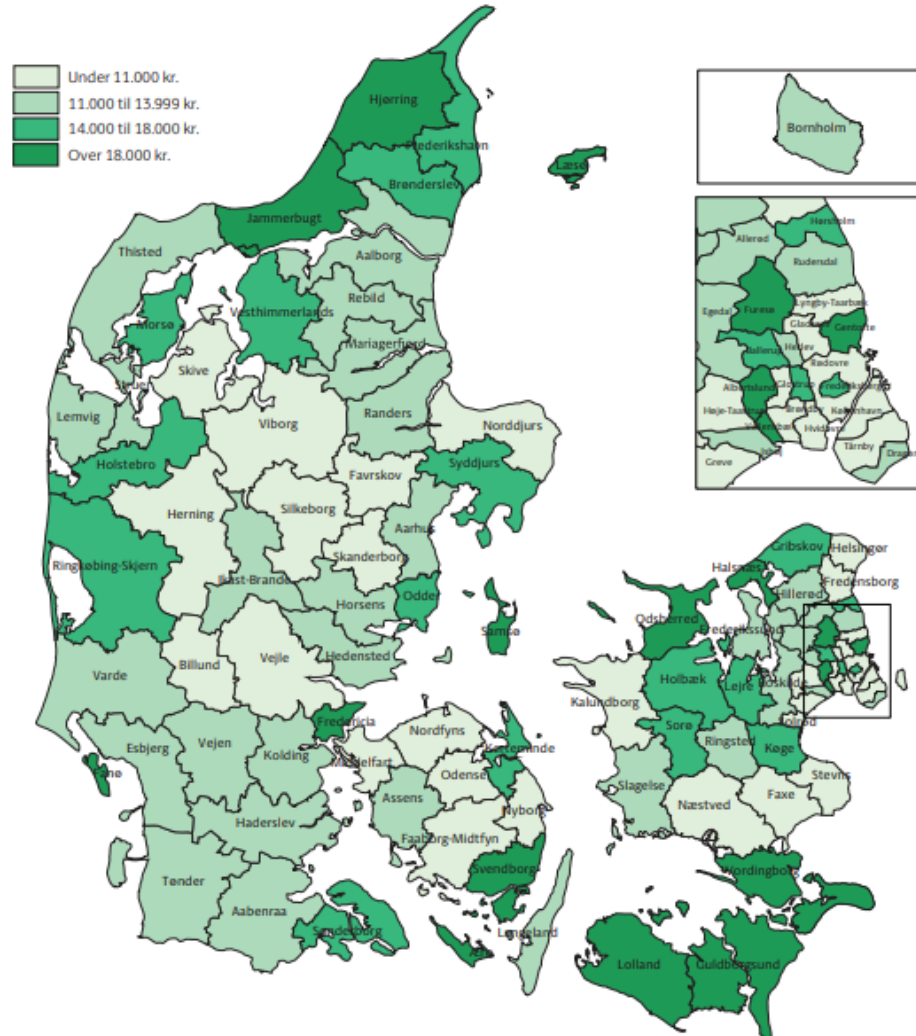 Under 11.000 kr.
11.000 til 13.999 kr.
14.000 til 18.000 kr.
Over 18.000 kr.
Hjørring
Frederikshavn
Brønderslev
Læsø
Jammerbugt
Thisted
Aalborg
Vesthimmerlands
Rebild
Morsø
Mariagerfjord
Skive
Struer
Lemvig
Viborg
Randers
Norddjurs
Holstebro
Favrskov
Syddjurs
Herning
Silkeborg
Aarhus
Skanderborg
Ringkøbing-Skjern
Ikast-Brande
Odder
Horsens
Samsø
Hedensted
Billund
Vejle
Varde
Fredericia
Esbjerg
Vejen
Kolding
Fanø
Haderslev
Tønder
Aabenraa
Sønderborg
Nordfyns
Middelfart
Kerteminde
Odense
Assens
Nyborg
Faaborg-Midtfyn
Svendborg
Langeland
Ærø
Bornholm
Hørsholm
Allerød
Rudersdal
Egedal
Furesø
Lyngby-Taarbæk
Gladsaxe
Gentofte
Ballerup
Herlev
Rødovre
Albertslund
Glostrup
Frederiksberg
Høje-Taastrup
Brøndby
København
Vallensbæk
Hvidovre
Tårnby
Ishøj
Dragør
Greve
Gribskov
Helsingør
Halsnæs
Fredensborg
Hillerød
Odsherred
Frederikssund
Holbæk
Lejre
Roskilde
Kalundborg
Solrød
Sorø
Ringsted
Køge
Slagelse
Stevns
Næstved
Faxe
Vordingborg
Lolland
Guldborgsund